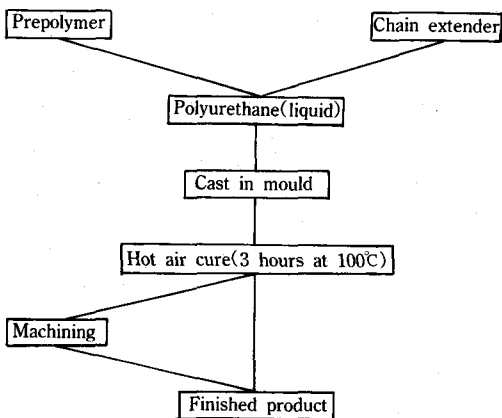 Prepolymer
Chain extender
Polyurethane(liquid)
Cast in mould
Hot air cure(3 hours at 100℃)
Machining
Finished product